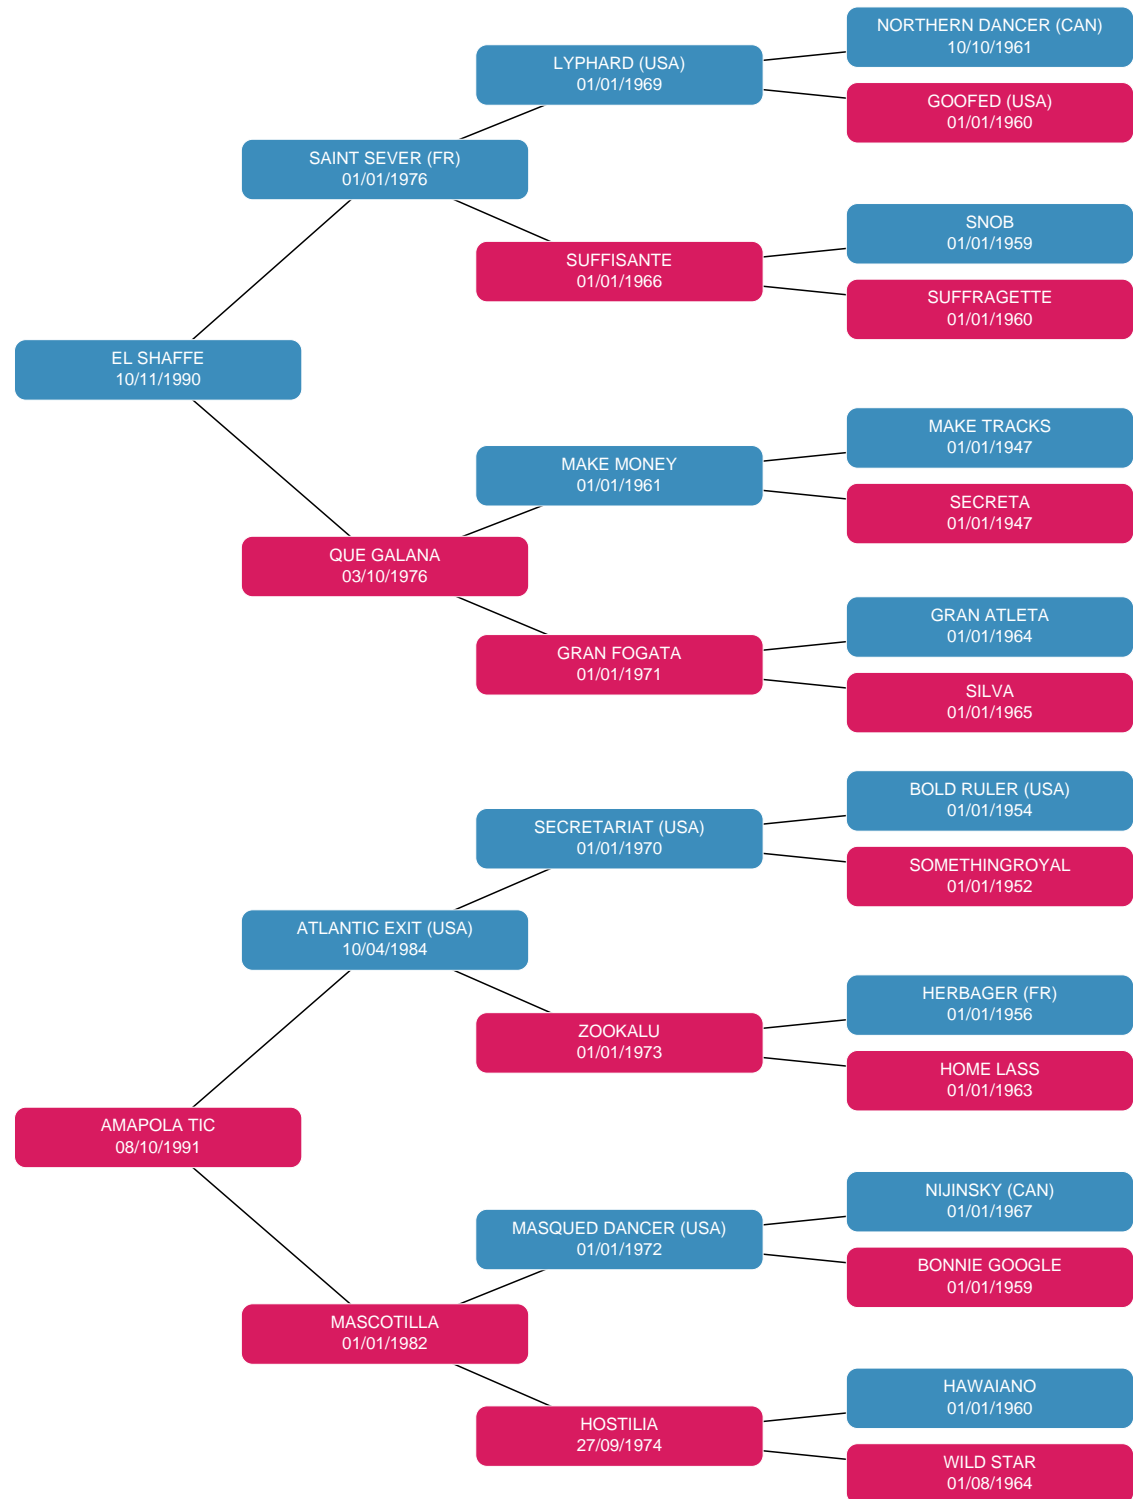 NORTHERN DANCER (CAN)
10/10/1961
LYPHARD (USA)
01/01/1969
GOOFED (USA)
01/01/1960
SAINT SEVER (FR)
01/01/1976
SNOB
01/01/1959
SUFFISANTE
01/01/1966
SUFFRAGETTE
01/01/1960
EL SHAFFE
10/11/1990
MAKE TRACKS
01/01/1947
MAKE MONEY
01/01/1961
SECRETA
01/01/1947
QUE GALANA
03/10/1976
GRAN ATLETA
01/01/1964
GRAN FOGATA
01/01/1971
SILVA
01/01/1965
BOLD RULER (USA)
01/01/1954
SECRETARIAT (USA)
01/01/1970
SOMETHINGROYAL
01/01/1952
ATLANTIC EXIT (USA)
10/04/1984
HERBAGER (FR)
01/01/1956
ZOOKALU
01/01/1973
HOME LASS
01/01/1963
AMAPOLA TIC
08/10/1991
NIJINSKY (CAN)
01/01/1967
MASQUED DANCER (USA)
01/01/1972
BONNIE GOOGLE
01/01/1959
MASCOTILLA
01/01/1982
HAWAIANO
01/01/1960
HOSTILIA
27/09/1974
WILD STAR
01/08/1964